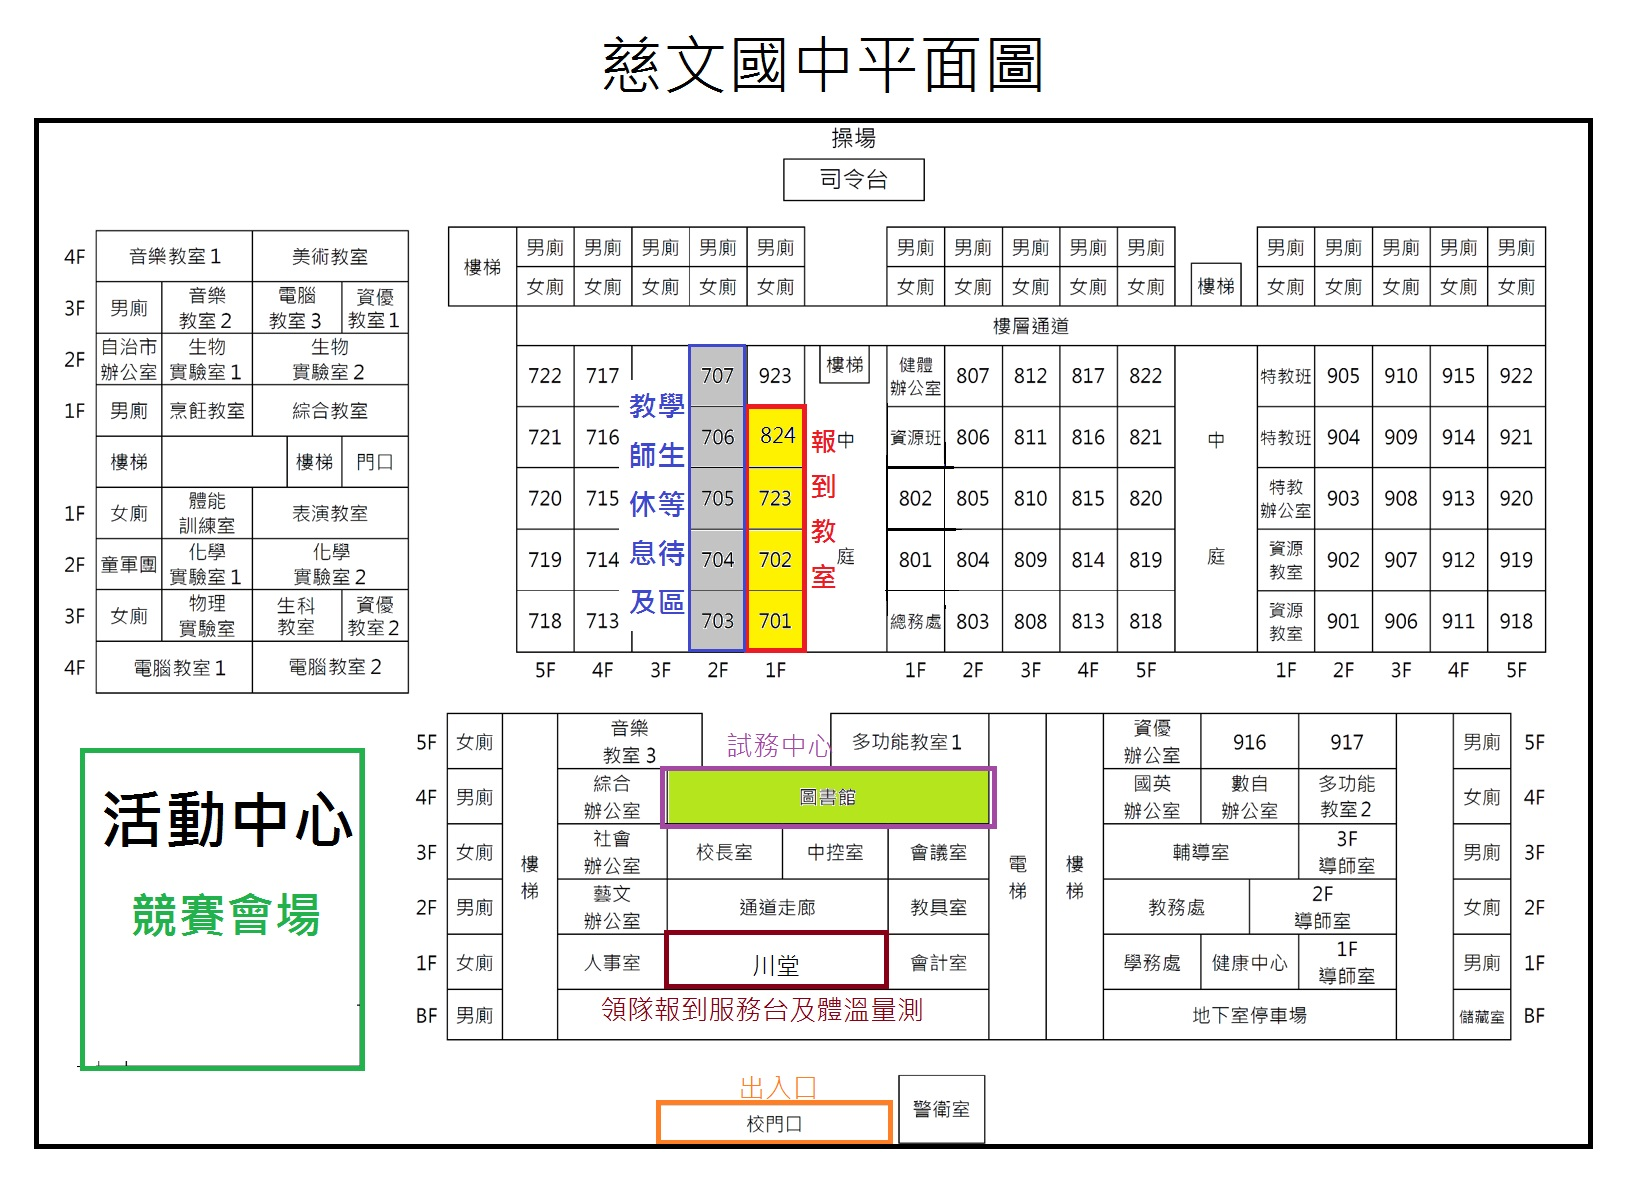 慈文國中平面圖
操場
司令台
4F 音樂教室1 美術教室
3F 男廁 音樂教室2 電腦教室3 資優教室1
2F 自治市辦公室 生物實驗室1 生物實驗室2
1F 男廁 烹飪教室 綜合教室
樓梯 樓梯 門口
1F 女廁 體能訓練室 表演教室
2F 童軍團 化學實驗室1 化學實驗室2
3F 女廁 物理實驗室 生科教室 資優教室2
4F 電腦教室1 電腦教室2
樓梯 男廁 男廁 男廁 男廁 男廁 男廁 男廁 男廁 男廁 男廁 男廁 男廁 男廁 男廁 男廁
女廁 女廁 女廁 女廁 女廁 女廁 女廁 女廁 女廁 女廁 樓梯 女廁 女廁 女廁 女廁 女廁
樓層通道
722 717 707 923 樓梯 健體辦公室 807 812 817 822 特教班 905 910 915 922
721 716 706 824 資源班 806 811 816 821 特教班 904 909 914 921
720 715 705 723 802 805 810 815 820 特教辦公室 903 908 913 920
719 714 704 702 801 804 809 814 819 資源教室 902 907 912 919
718 713 703 701 總務處 803 808 813 818 資源教室 901 906 911 918
教師休息及
學生等待區
報到教室
中庭
中庭
5F 4F 3F 2F 1F 1F 2F 3F 4F 5F 1F 2F 3F 4F 5F
5F 女廁 音樂教室3 試務中心 多功能教室1 資優辦公室 916 917 男廁 5F
4F 男廁 綜合辦公室 圖書館 國英辦公室 數自辦公室 多功能教室2 女廁 4F
3F 女廁 社會辦公室 校長室 中控室 會議室 輔導室 3F導師室 男廁 3F
樓梯 電梯 樓梯
2F 男廁 藝文辦公室 通道走廊 教具室 教務處 2F導師室 女廁 2F
1F 女廁 人事室 川堂 會計室 學務處 健康中心 1F導師室 男廁 1F
BF 男廁 領隊報到服務台及體溫量測 地下室停車場 儲藏室 BF
活動中心
競賽會場
出入口
校門口
警衛室